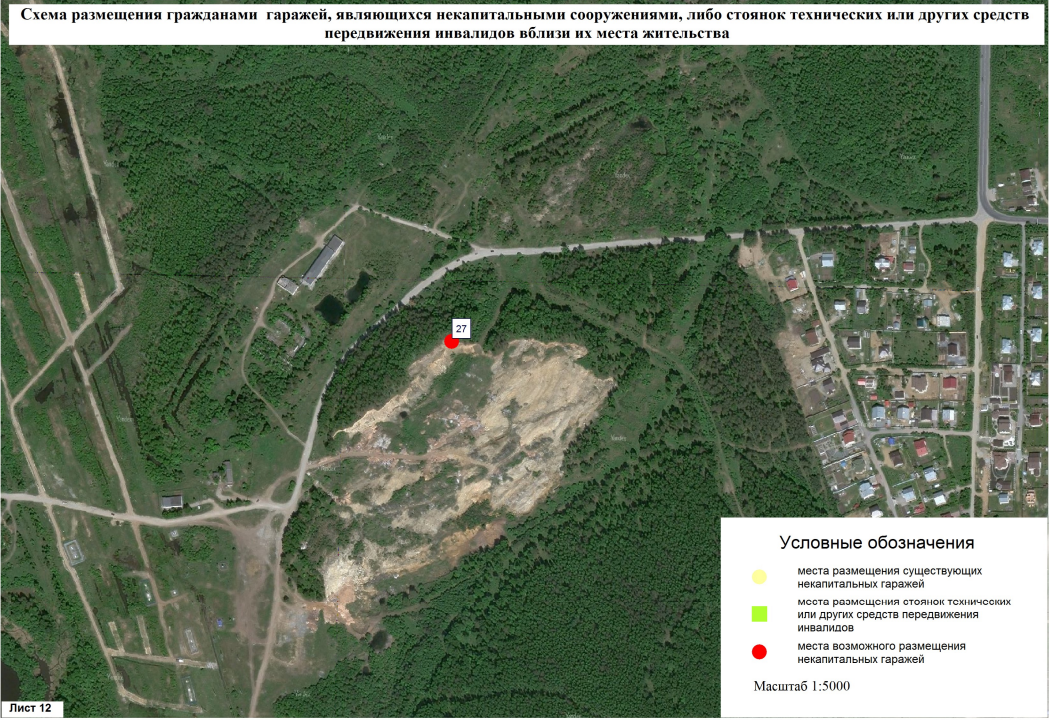 Схема размещения гражданами гаражей, являющихся некапитальными сооружениями, либо стоянок технических или других средств
передвижения инвалидов вблизи их места жительства
27
Условные обозначения
места размещения существующих
некапитальных гаражей
места размещения стоянок технических
или других средств передвижения
инвалидов
места возможного размещения
некапитальных гаражей
Масштаб 1:5000
Лист 12